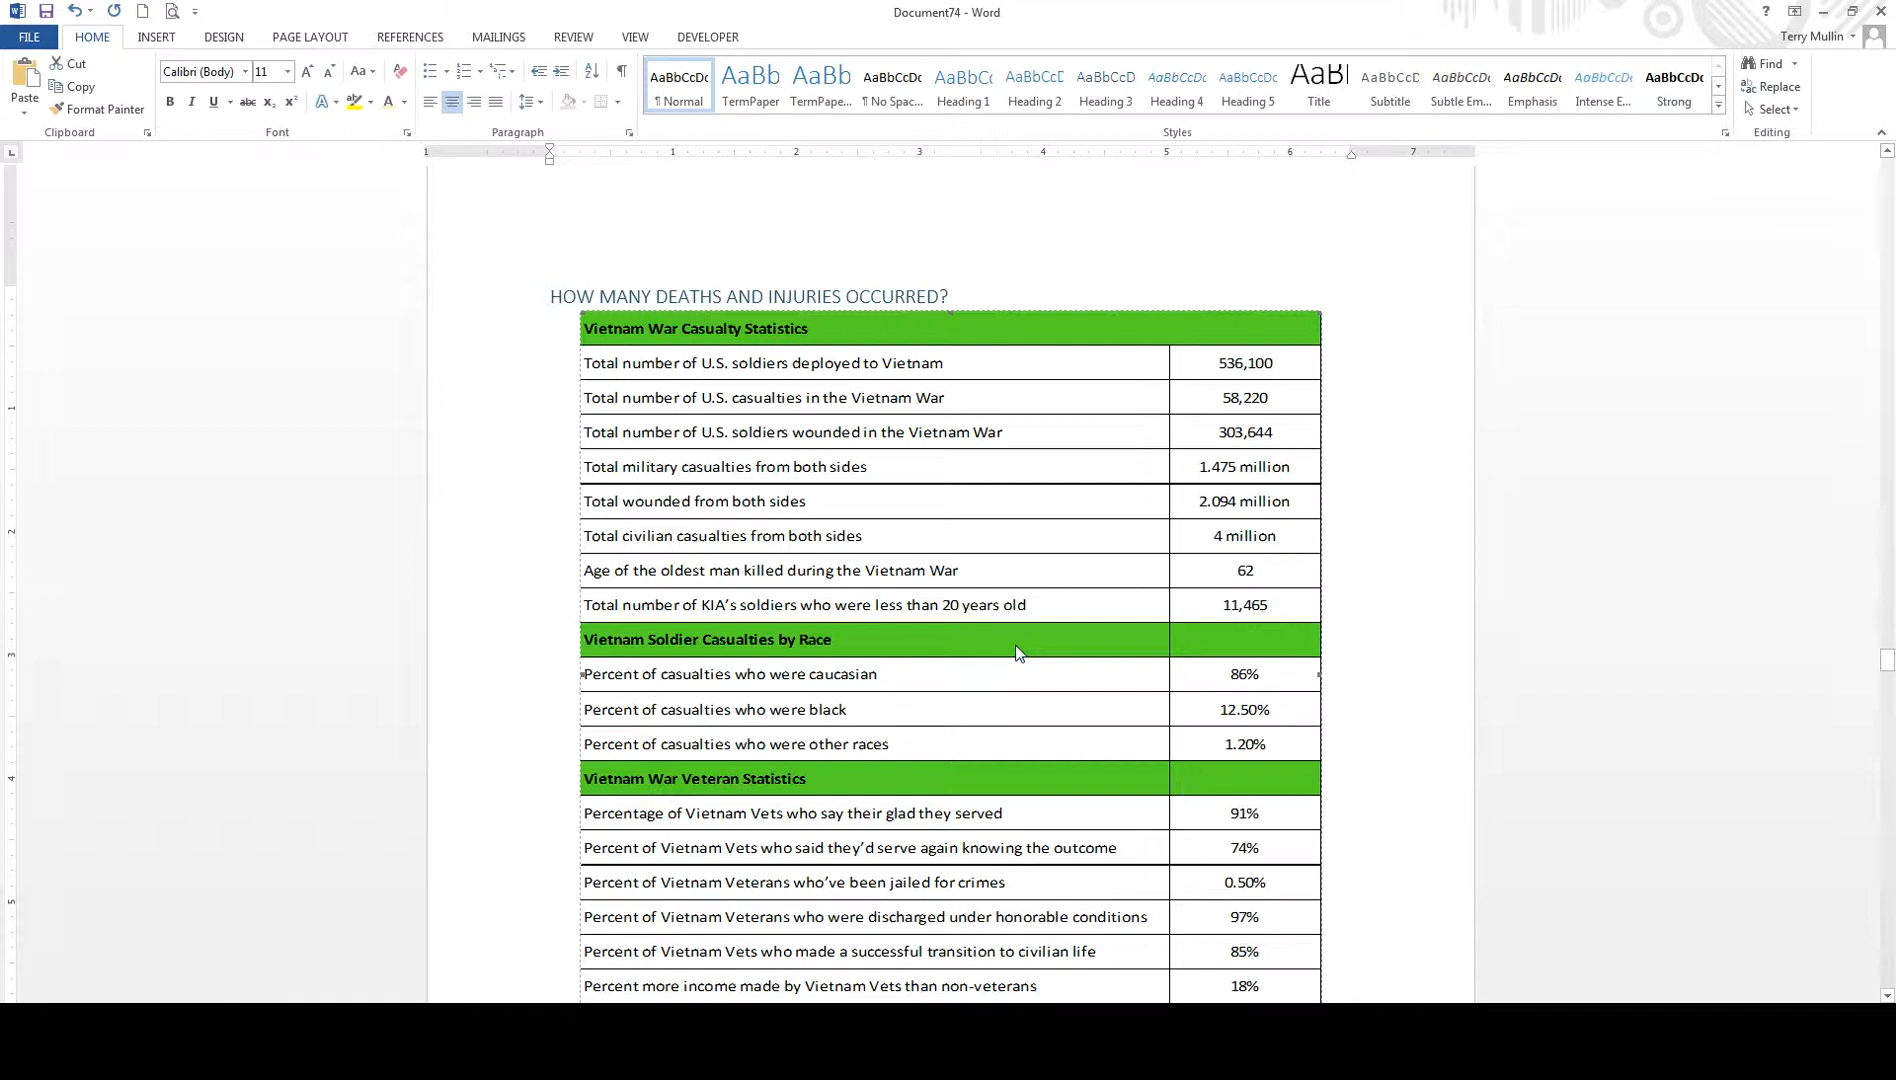 Document74 - Word
FILE HOME INSERT DESIGN PAGE LAYOUT REFERENCES MAILINGS REVIEW VIEW DEVELOPER Terry Mullin
Paste
Cut
Copy
Format Painter
Clipboard
Calibri (Body) 11
Font
Paragraph
AaBbCcDc AaBb AaBb AaBbCcDc AaBbCc AaBbCcC AaBbCcD AaBbCcDc AaBbCcDc AaBl AaBbCcD AaBbCcDc AaBbCcDc AaBbCcDc AaBbCcDc
¶ Normal TermPaper TermPape... ¶ No Spac... Heading 1 Heading 2 Heading 3 Heading 4 Heading 5 Title Subtitle Subtle Em... Emphasis Intense E... Strong
Styles
Find
Replace
Select
Editing
1 1 2 3 4 5 6 7
HOW MANY DEATHS AND INJURIES OCCURRED?
Vietnam War Casualty Statistics
Total number of U.S. soldiers deployed to Vietnam 536,100
Total number of U.S. casualties in the Vietnam War 58,220
Total number of U.S. soldiers wounded in the Vietnam War 303,644
Total military casualties from both sides 1.475 million
Total wounded from both sides 2.094 million
Total civilian casualties from both sides 4 million
Age of the oldest man killed during the Vietnam War 62
Total number of KIA's soldiers who were less than 20 years old 11,465
Vietnam Soldier Casualties by Race
Percent of casualties who were caucasian 86%
Percent of casualties who were black 12.50%
Percent of casualties who were other races 1.20%
Vietnam War Veteran Statistics
Percentage of Vietnam Vets who say their glad they served 91%
Percent of Vietnam Vets who said they'd serve again knowing the outcome 74%
Percent of Vietnam Veterans who've been jailed for crimes 0.50%
Percent of Vietnam Veterans who were discharged under honorable conditions 97%
Percent of Vietnam Vets who made a successful transition to civilian life 85%
Percent more income made by Vietnam Vets than non-veterans 18%